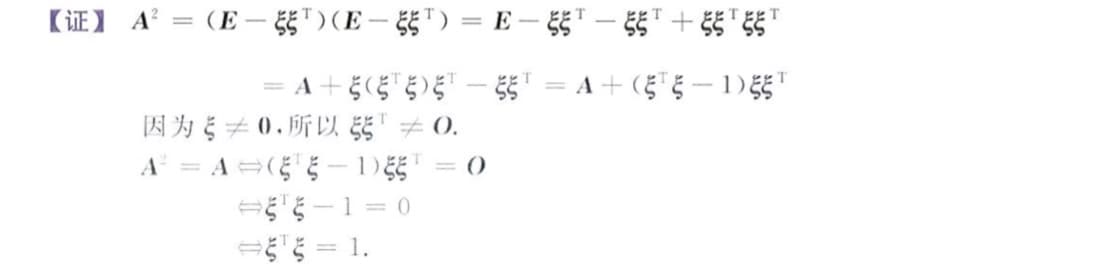 【证】 A² = (E − ξξᵀ)(E − ξξᵀ) = E − ξξᵀ − ξξᵀ + ξξᵀξξᵀ
= A + ξ(ξᵀξ)ξᵀ − ξξᵀ = A + (ξᵀξ − 1)ξξᵀ
因为 ξ ≠ 0,所以 ξξᵀ ≠ O.
A² = A ⇔(ξᵀξ − 1)ξξᵀ = O
⇔ξᵀξ − 1 = 0
⇔ξᵀξ = 1.